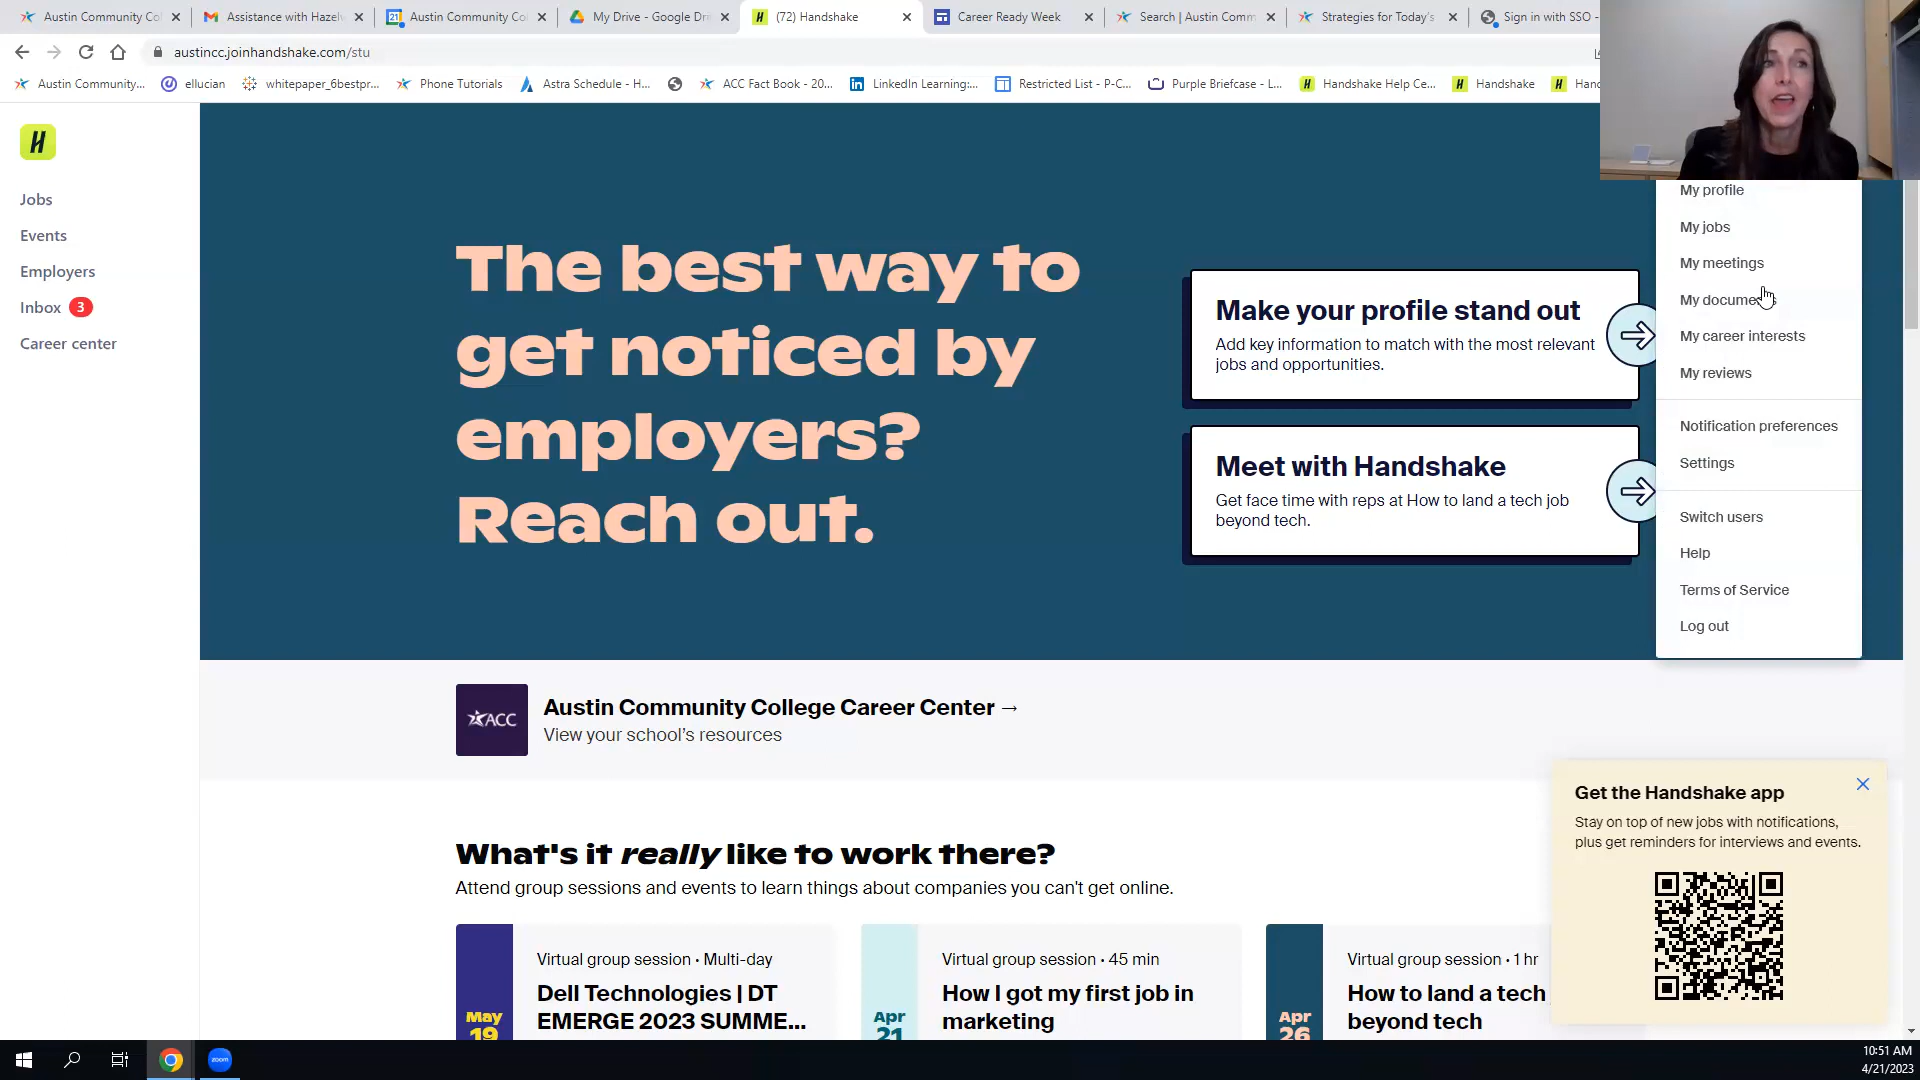 Austin Community Co
Assistance with Hazelw
Austin Community Co
My Drive - Google Dri
(72) Handshake
Career Ready Week
Search | Austin Comm
Strategies for Today's
Sign in with SSO -
austincc.joinhandshake.com/stu
Austin Community...
ellucian
whitepaper_6bestpr...
Phone Tutorials
Astra Schedule - H...
ACC Fact Book - 20...
LinkedIn Learning:...
Restricted List - P-C...
Purple Briefcase - L...
Handshake Help Ce...
Handshake
Hand
H
Jobs
Events
Employers
Inbox 3
Career center
The best way to
get noticed by
employers?
Reach out.
Make your profile stand out
Add key information to match with the most relevant
jobs and opportunities.
Meet with Handshake
Get face time with reps at How to land a tech job
beyond tech.
My profile
My jobs
My meetings
My documents
My career interests
My reviews
Notification preferences
Settings
Switch users
Help
Terms of Service
Log out
ACC
Austin Community College Career Center →
View your school's resources
What's it really like to work there?
Attend group sessions and events to learn things about companies you can't get online.
May
19
Virtual group session • Multi-day
Dell Technologies | DT
EMERGE 2023 SUMME...
Apr
21
Virtual group session • 45 min
How I got my first job in
marketing
Apr
26
Virtual group session • 1 hr
How to land a tech
beyond tech
Get the Handshake app
Stay on top of new jobs with notifications,
plus get reminders for interviews and events.
zoom
10:51 AM
4/21/2023